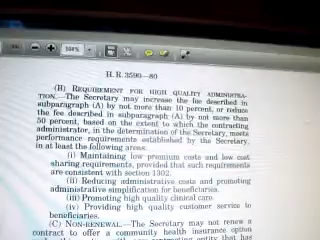 H. R. 3590—80
(B) REQUIREMENT FOR HIGH QUALITY ADMINISTRA-
TION.—The Secretary may increase the fee described in
subparagraph (A) by not more than 10 percent, or reduce
the fee described in subparagraph (A) by not more than
50 percent, based on the extent to which the contracting
administrator, in the determination of the Secretary, meets
performance requirements established by the Secretary,
in at least the following areas:
(i) Maintaining low premium costs and low cost
sharing requirements, provided that such requirements
are consistent with section 1302.
(ii) Reducing administrative costs and promoting
administrative simplification for beneficiaries.
(iii) Promoting high quality clinical care.
(iv) Providing high quality customer service to
beneficiaries.
(C) NON-RENEWAL.—The Secretary may not renew a
contract to offer a community health insurance option
contracting entity that has